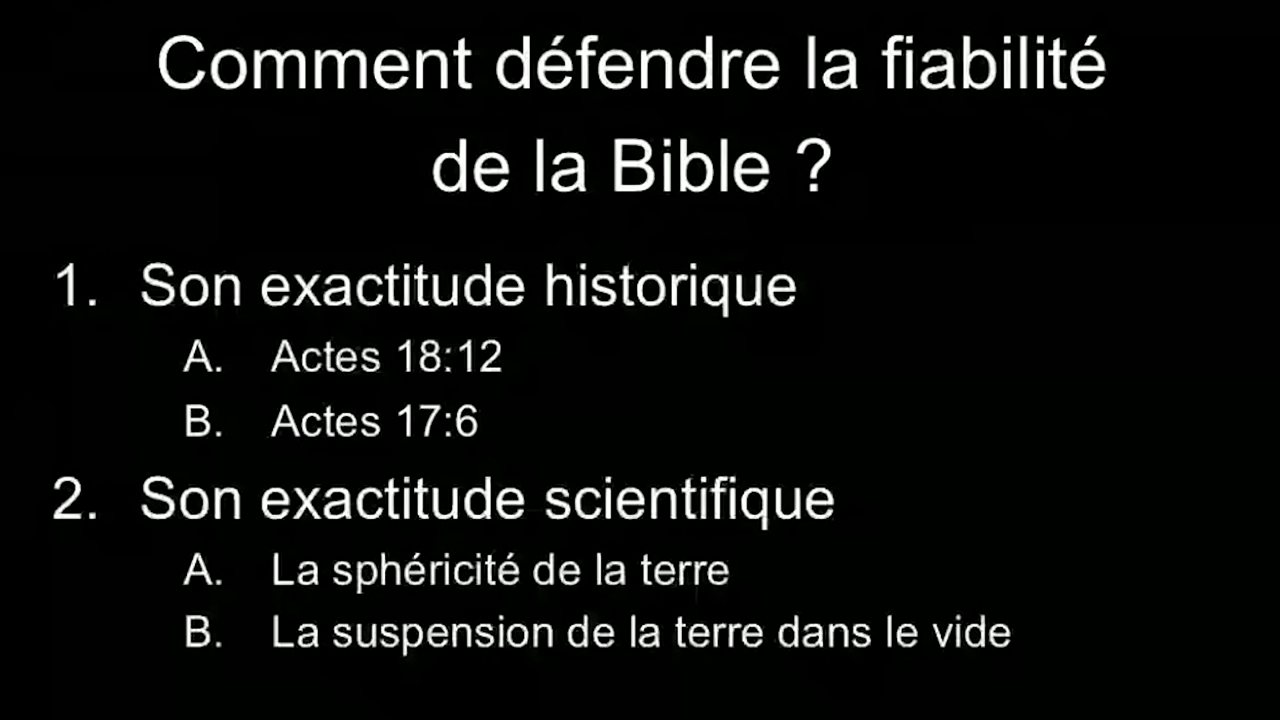 Comment défendre la fiabilité
de la Bible ?
1. Son exactitude historique
A. Actes 18:12
B. Actes 17:6
2. Son exactitude scientifique
A. La sphéricité de la terre
B. La suspension de la terre dans le vide